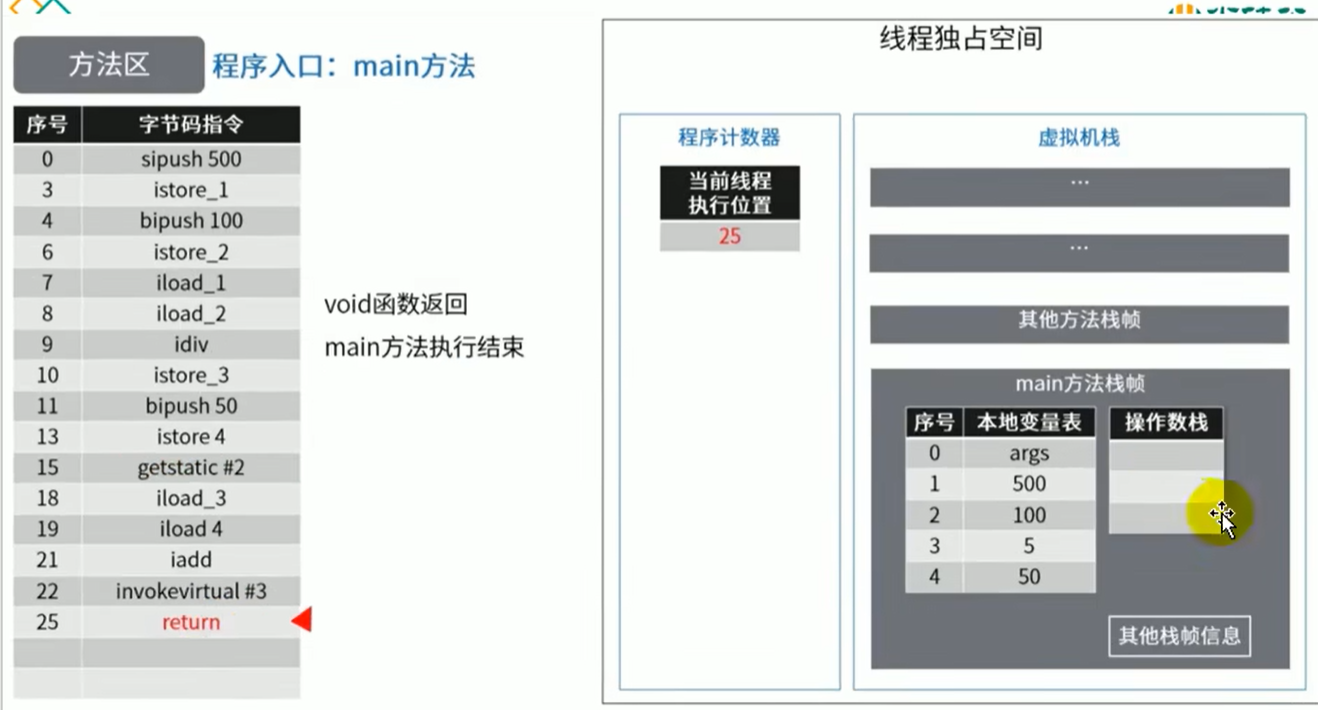 方法区
程序入口：main方法
序号 字节码指令
0 sipush 500
3 istore_1
4 bipush 100
6 istore_2
7 iload_1
8 iload_2
9 idiv
10 istore_3
11 bipush 50
13 istore 4
15 getstatic #2
18 iload_3
19 iload 4
21 iadd
22 invokevirtual #3
25 return
void函数返回
main方法执行结束
线程独占空间
程序计数器
当前线程
执行位置
25
虚拟机栈
...
...
其他方法栈帧
main方法栈帧
序号 本地变量表
0 args
1 500
2 100
3 5
4 50
操作数栈
其他栈帧信息